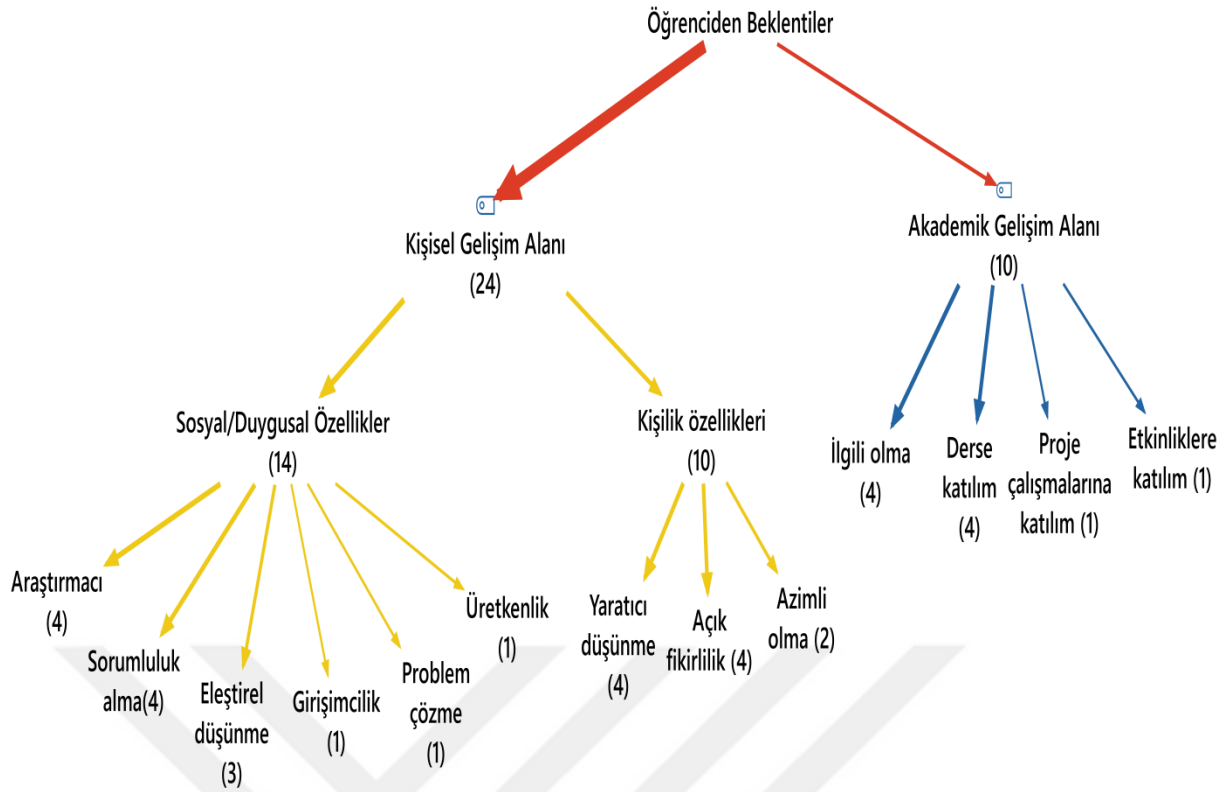 Öğrenciden Beklentiler
Kişisel Gelişim Alanı
(24)
Akademik Gelişim Alanı
(10)
Sosyal/Duygusal Özellikler
(14)
Kişilik özellikleri
(10)
İlgili olma
(4)
Derse
katılım
(4)
Proje
çalışmalarına
katılım (1)
Etkinliklere
katılım (1)
Araştırmacı
(4)
Sorumluluk
alma(4)
Eleştirel
düşünme
(3)
Girişimcilik
(1)
Problem
çözme
(1)
Üretkenlik
(1)
Yaratıcı
düşünme
(4)
Açık
fikirlilik (4)
Azimli
olma (2)